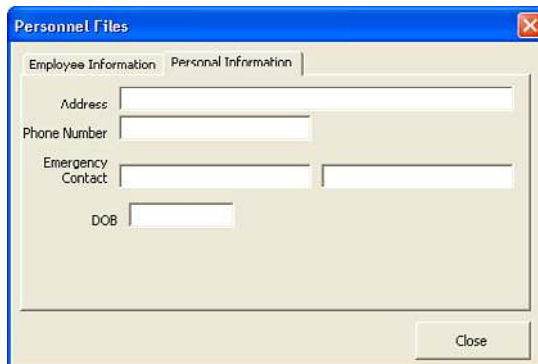 Personnel Files
Employee Information Personal Information
Address
Phone Number
Emergency
Contact
DOB
Close